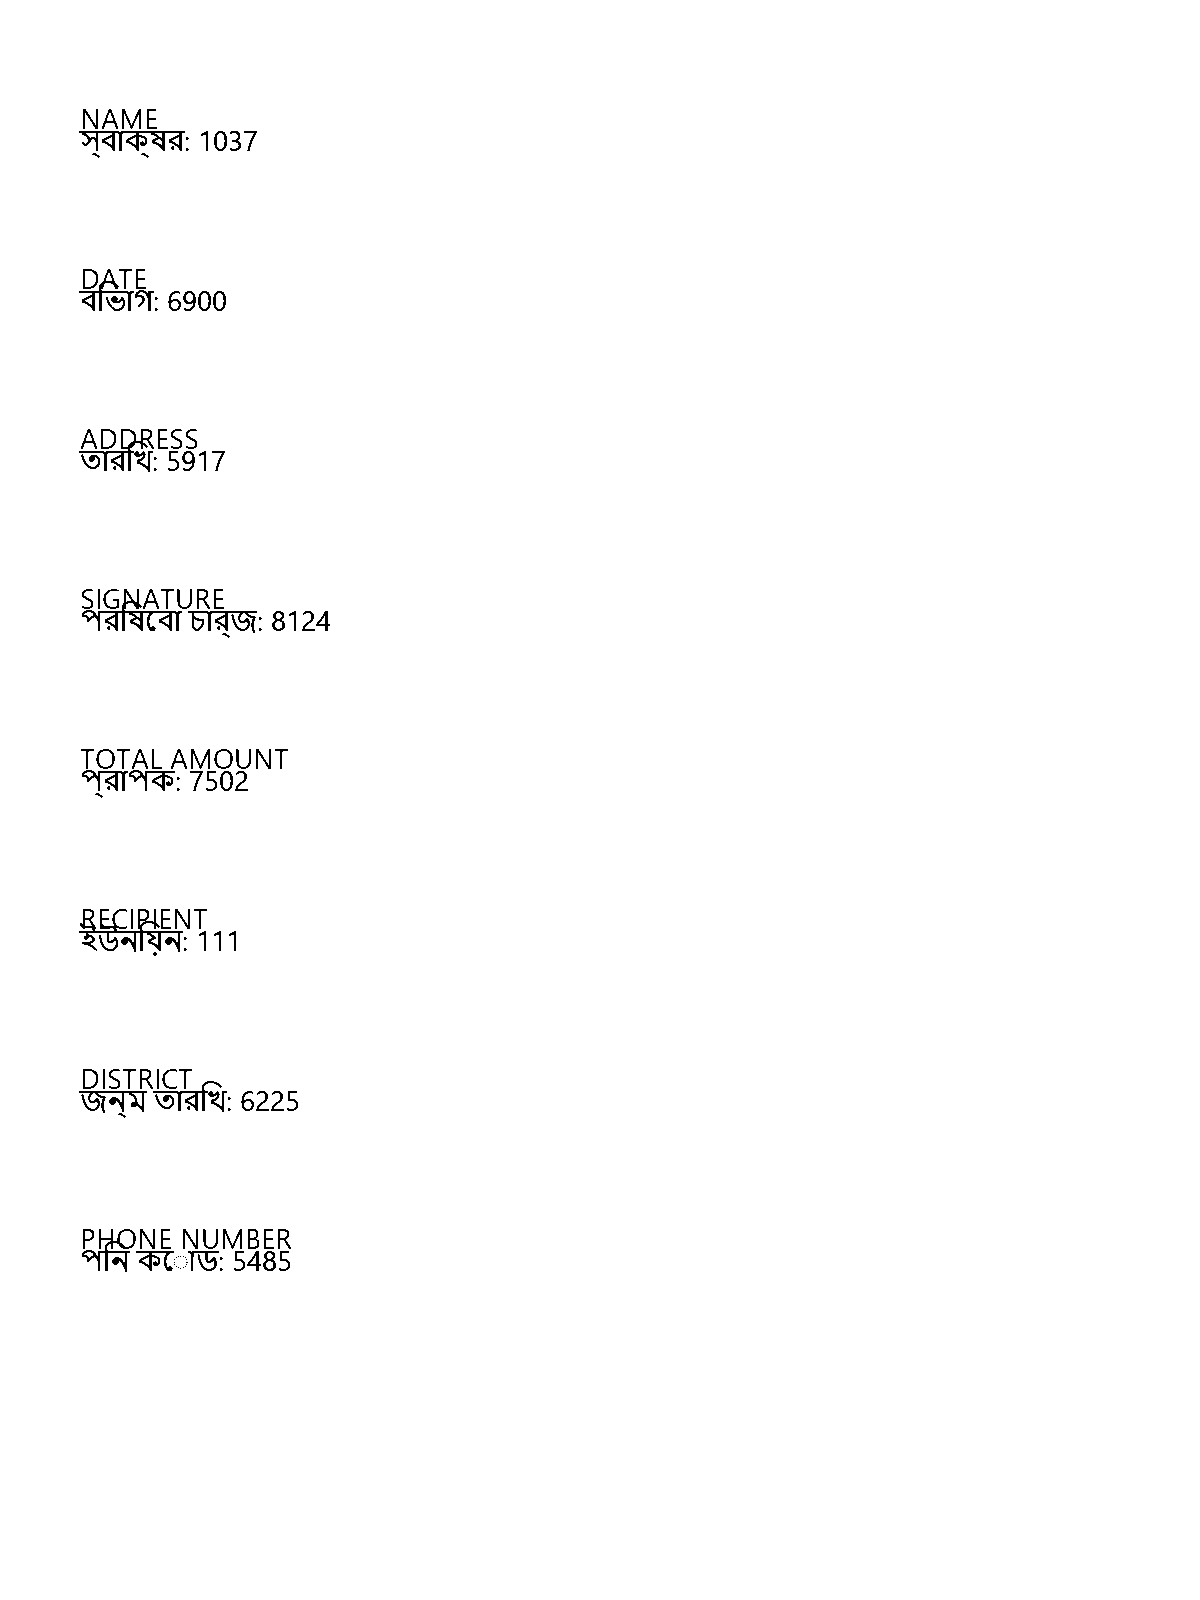 NAME
স্বাক্ষর: 1037
DATE
বিভাগ: 6900
ADDRESS
তারিখ: 5917
SIGNATURE
পরিষেবা চার্জ: 8124
TOTAL AMOUNT
প্রাপক: 7502
RECIPIENT
ইউনিয়ন: 111
DISTRICT
জন্ম তারিখ: 6225
PHONE NUMBER
পিন কোড: 5485